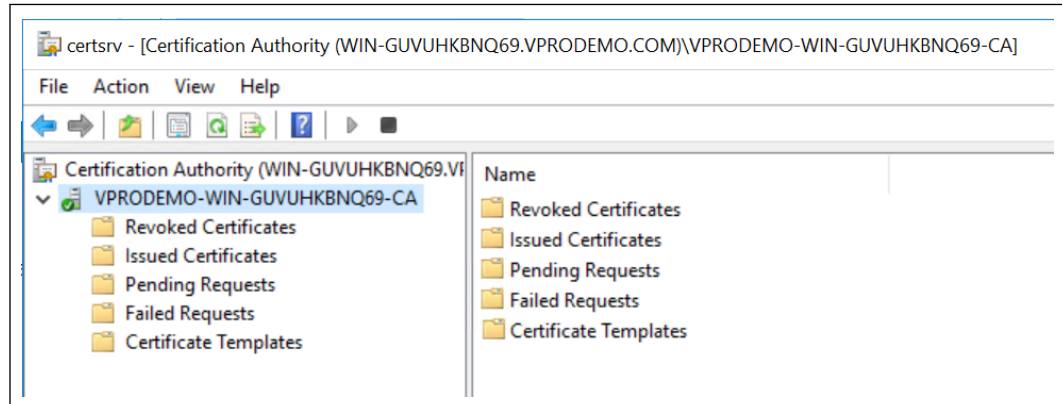 certsrv - [Certification Authority (WIN-GUVUHKBNQ69.VPRODEMO.COM)\VPRODEMO-WIN-GUVUHKBNQ69-CA]
File Action View Help
Certification Authority (WIN-GUVUHKBNQ69.VF
VPRODEMO-WIN-GUVUHKBNQ69-CA
Revoked Certificates
Issued Certificates
Pending Requests
Failed Requests
Certificate Templates
Name
Revoked Certificates
Issued Certificates
Pending Requests
Failed Requests
Certificate Templates